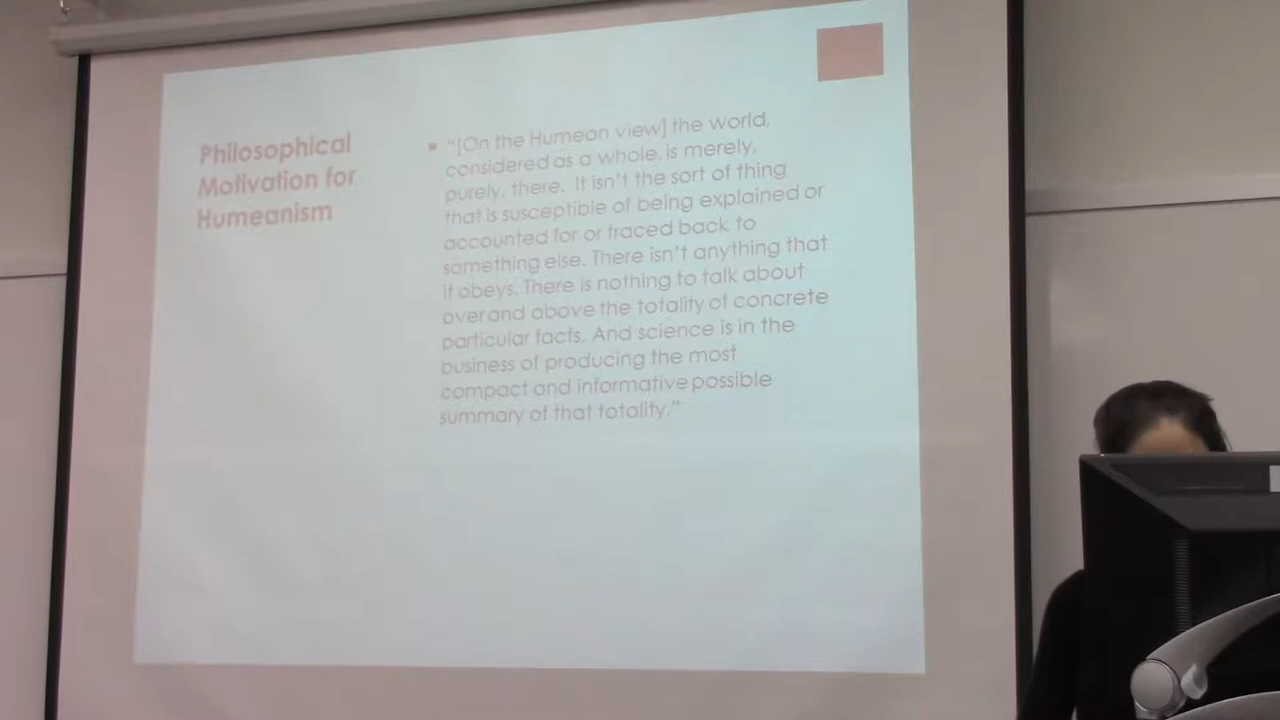 Philosophical
Motivation for
Humeanism
"[On the Humean view] the world,
considered as a whole, is merely,
purely, there. It isn't the sort of thing
that is susceptible of being explained or
accounted for or traced back to
something else. There isn't anything that
it obeys. There is nothing to talk about
over and above the totality of concrete
particular facts. And science is in the
business of producing the most
compact and informative possible
summary of that totality."